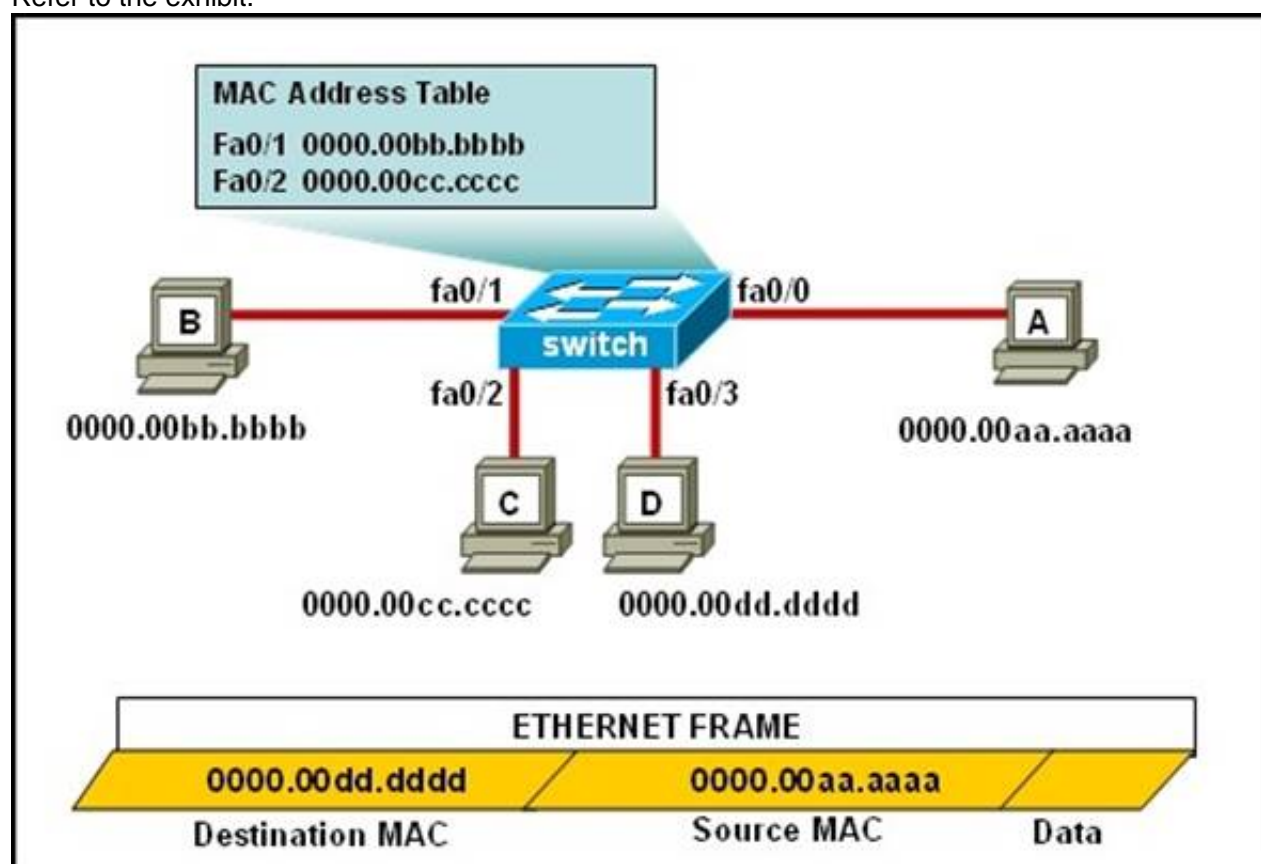 Refer to the exhibit.
MAC Address Table
Fa0/1 0000.00bb.bbbb
Fa0/2 0000.00cc.cccc
fa0/1
fa0/0
B
A
switch
fa0/2
fa0/3
0000.00bb.bbbb
0000.00aa.aaaa
C
D
0000.00cc.cccc
0000.00dd.dddd
ETHERNET FRAME
0000.00dd.dddd
0000.00aa.aaaa
Destination MAC
Source MAC
Data